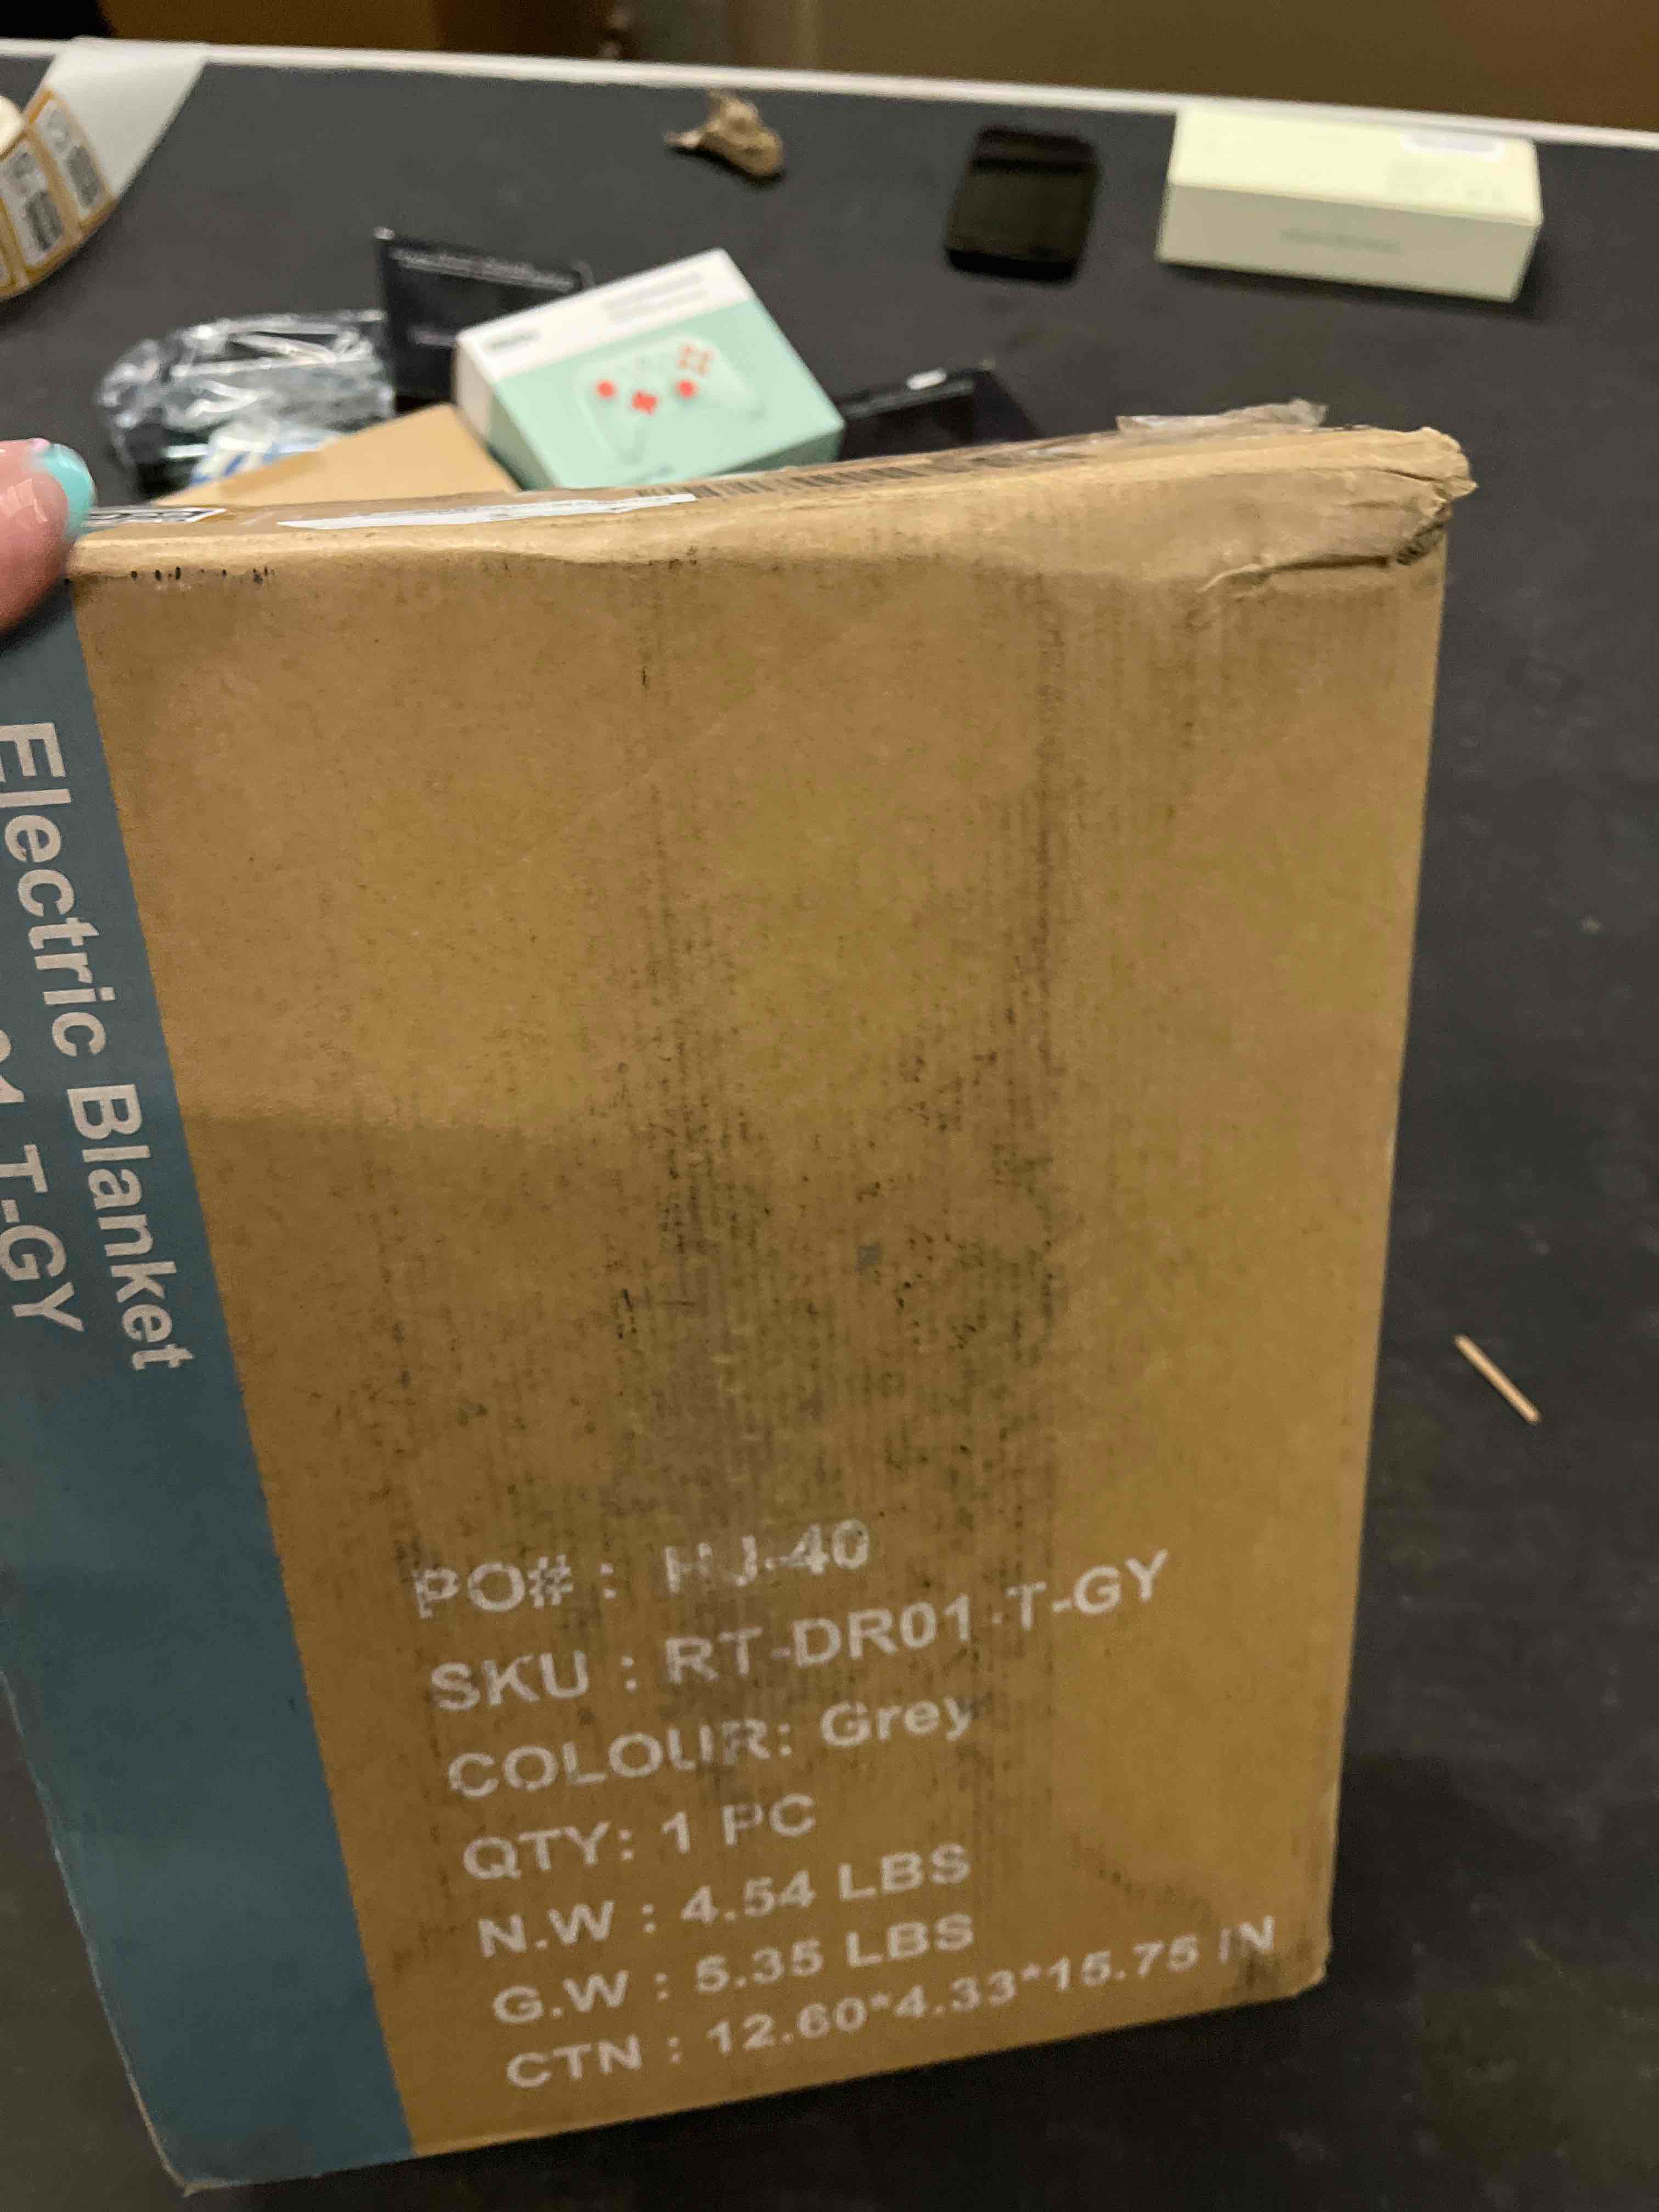 Electric Blanket
1 T-GY
PO# : HJ-40
SKU : RT-DR01-T-GY
COLOUR: Grey
QTY: 1 PC
N.W : 4.54 LBS
G.W : 5.35 LBS
CTN : 12.60*4.33*15.75 IN